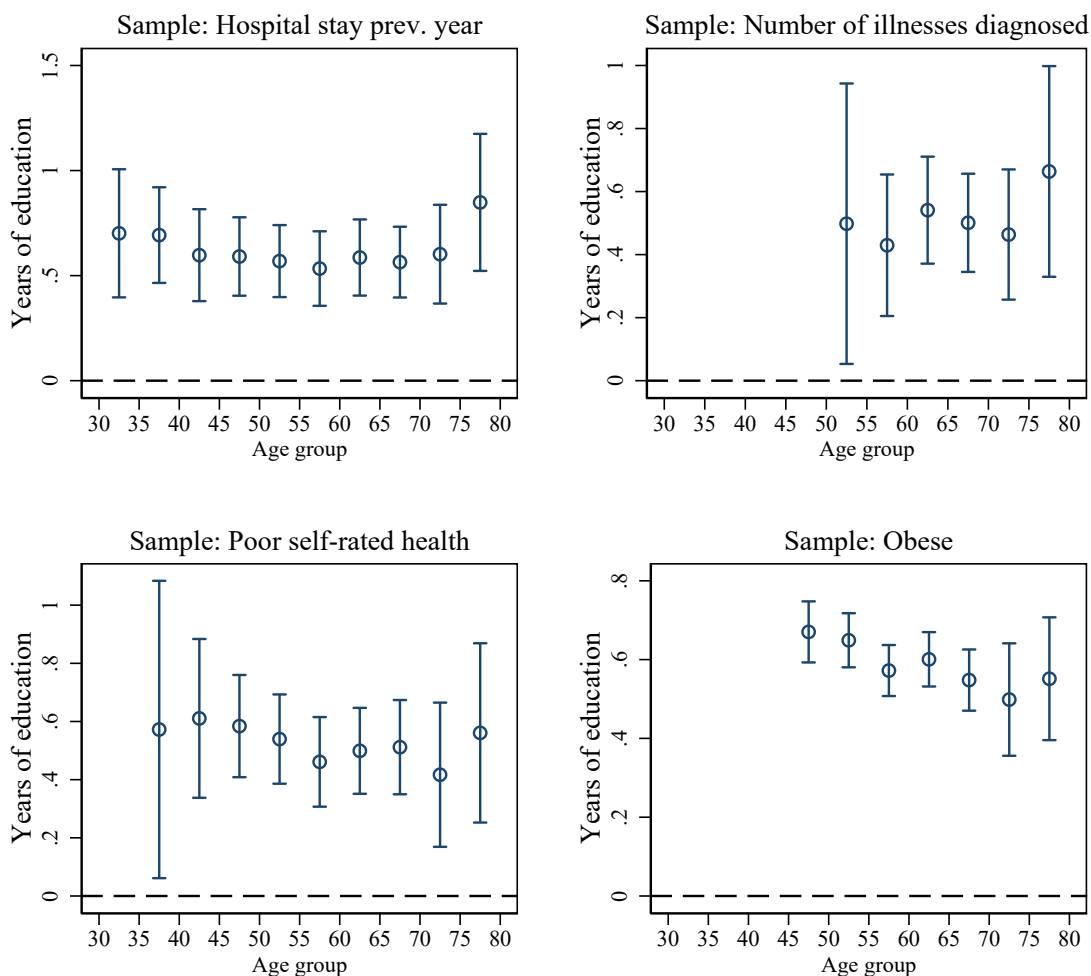 Sample: Hospital stay prev. year
Years of education
0 .5 1 1.5
30 35 40 45 50 55 60 65 70 75 80
Age group
Sample: Number of illnesses diagnosed
Years of education
0 .2 .4 .6 .8 1
30 35 40 45 50 55 60 65 70 75 80
Age group
Sample: Poor self-rated health
Years of education
0 .2 .4 .6 .8 1
30 35 40 45 50 55 60 65 70 75 80
Age group
Sample: Obese
Years of education
0 .2 .4 .6 .8
30 35 40 45 50 55 60 65 70 75 80
Age group